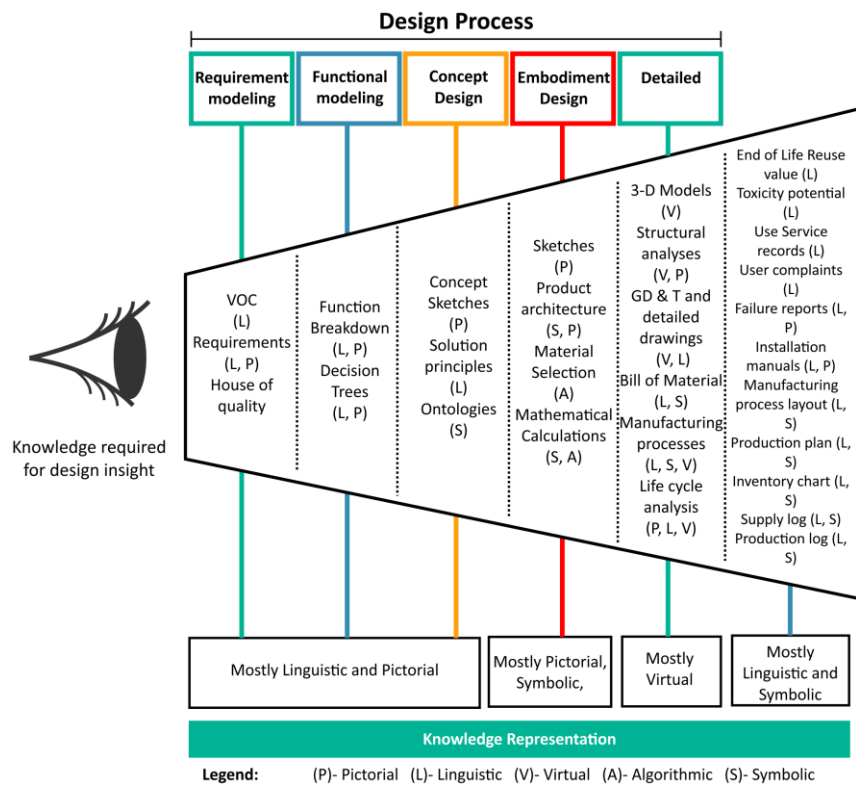 Design Process
Requirement
modeling
Functional
modeling
Concept
Design
Embodiment
Design
Detailed
VOC
(L)
Requirements
(L, P)
House of
quality
Function
Breakdown
(L, P)
Decision
Trees
(L, P)
Concept
Sketches
(P)
Solution
principles
(L)
Ontologies
(S)
Sketches
(P)
Product
architecture
(S, P)
Material
Selection
(A)
Mathematical
Calculations
(S, A)
3-D Models
(V)
Structural
analyses
(V, P)
GD & T and
detailed
drawings
(V, L)
Bill of Material
(L, S)
Manufacturing
processes
(L, S, V)
Life cycle
analysis
(P, L, V)
End of Life Reuse
value (L)
Toxicity potential
(L)
Use Service
records (L)
User complaints
(L)
Failure reports (L,
P)
Installation
manuals (L, P)
Manufacturing
process layout (L,
S)
Production plan (L,
S)
Inventory chart (L,
S)
Supply log (L, S)
Production log (L,
S)
Knowledge required
for design insight
Mostly Linguistic and Pictorial
Mostly Pictorial,
Symbolic,
Mostly
Virtual
Mostly
Linguistic and
Symbolic
Knowledge Representation
Legend: (P)- Pictorial (L)- Linguistic (V)- Virtual (A)- Algorithmic (S)- Symbolic